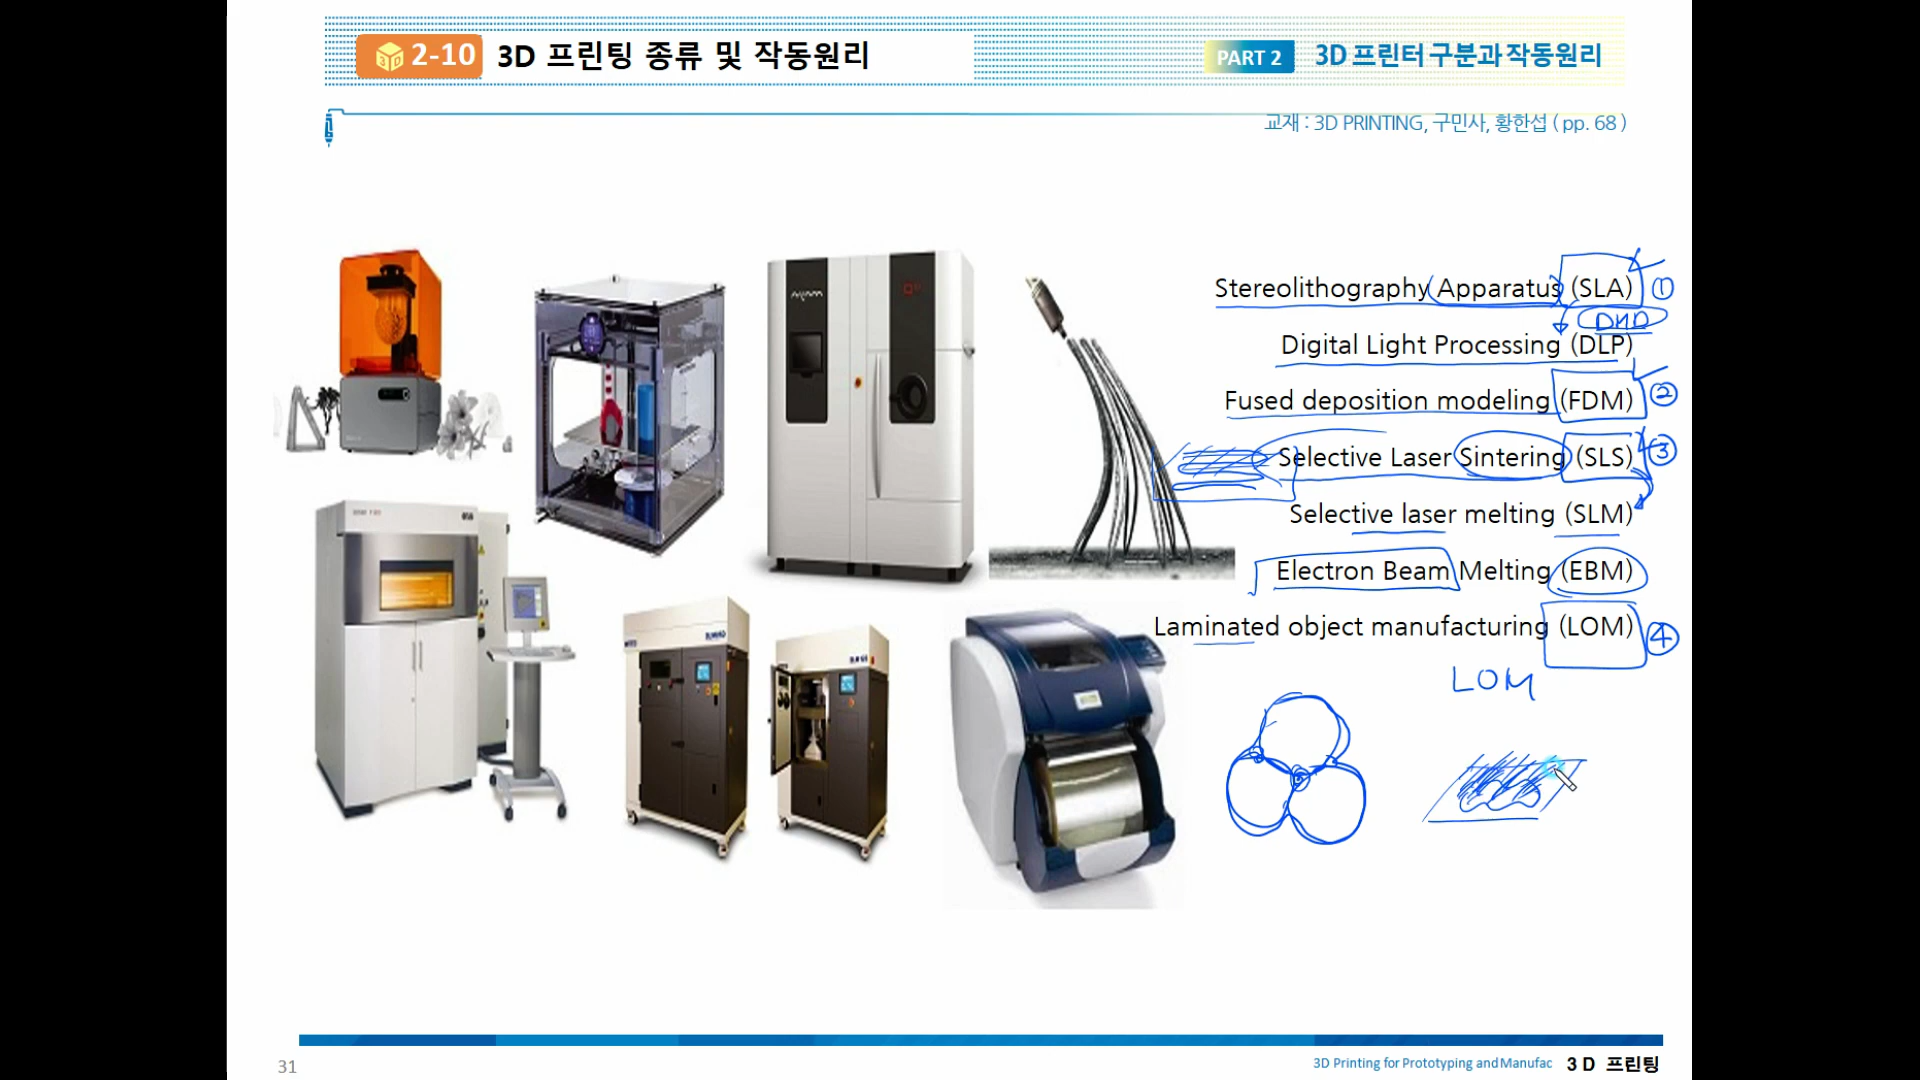 2-10 3D 프린팅 종류 및 작동원리
PART 2 3D 프린터 구분과 작동원리
교재 : 3D PRINTING, 구민사, 황한섭 ( pp. 68 )
Stereolithography Apparatus (SLA) ①
DMD
Digital Light Processing (DLP)
Fused deposition modeling (FDM) ②
Selective Laser Sintering (SLS) ③
Selective laser melting (SLM)
Electron Beam Melting (EBM)
Laminated object manufacturing (LOM) ④
LOM
31
3D Printing for Prototyping and Manufac 3 D 프린팅